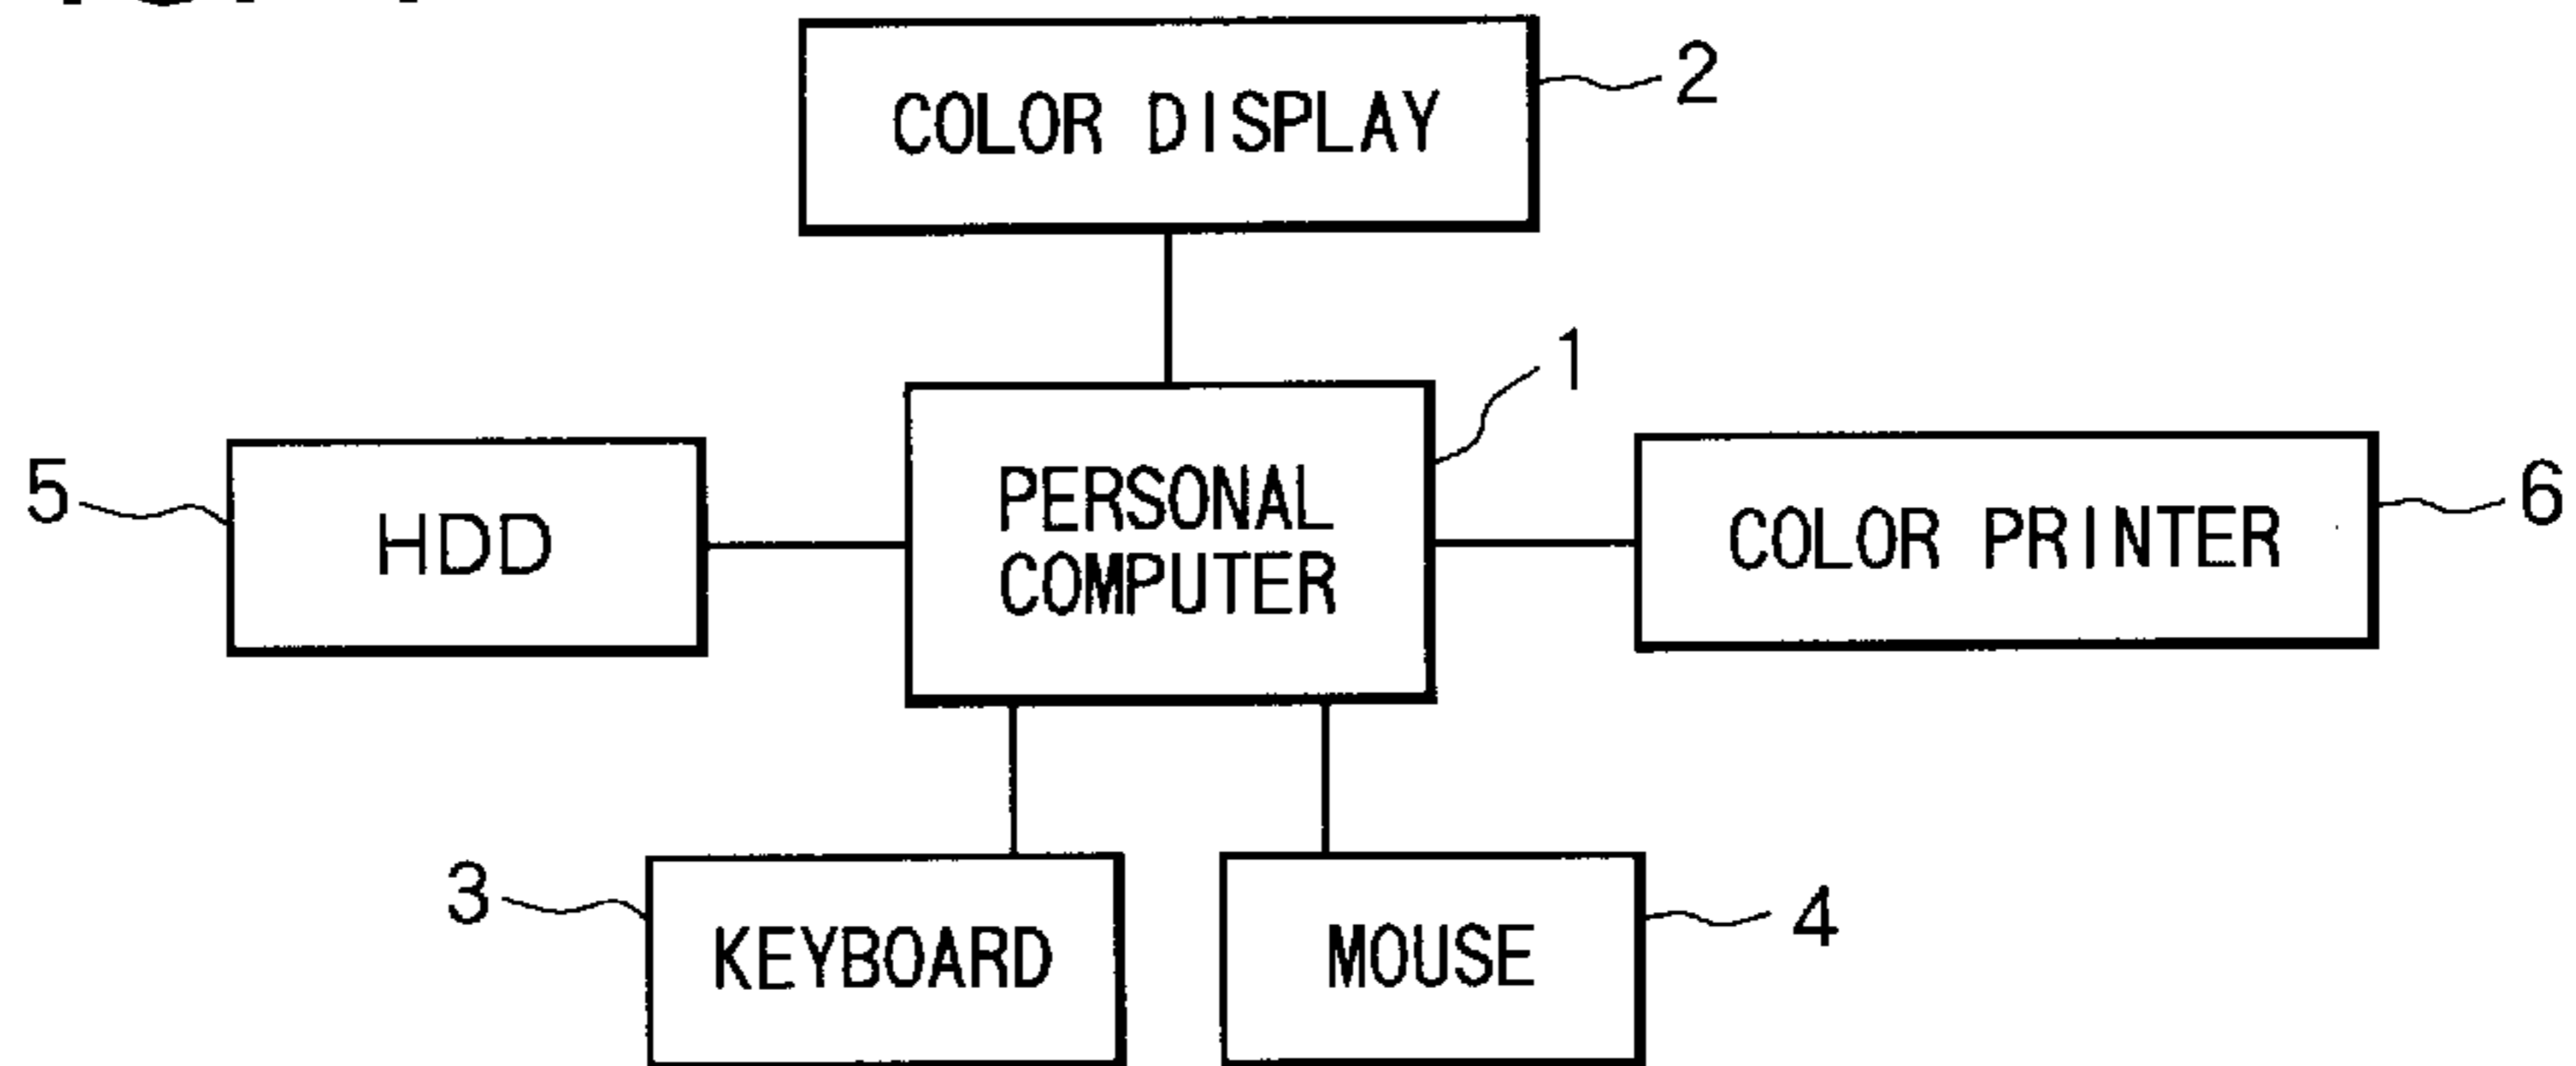 COLOR DISPLAY
2
1
5
HDD
PERSONAL
COMPUTER
COLOR PRINTER
6
3
KEYBOARD
MOUSE
4